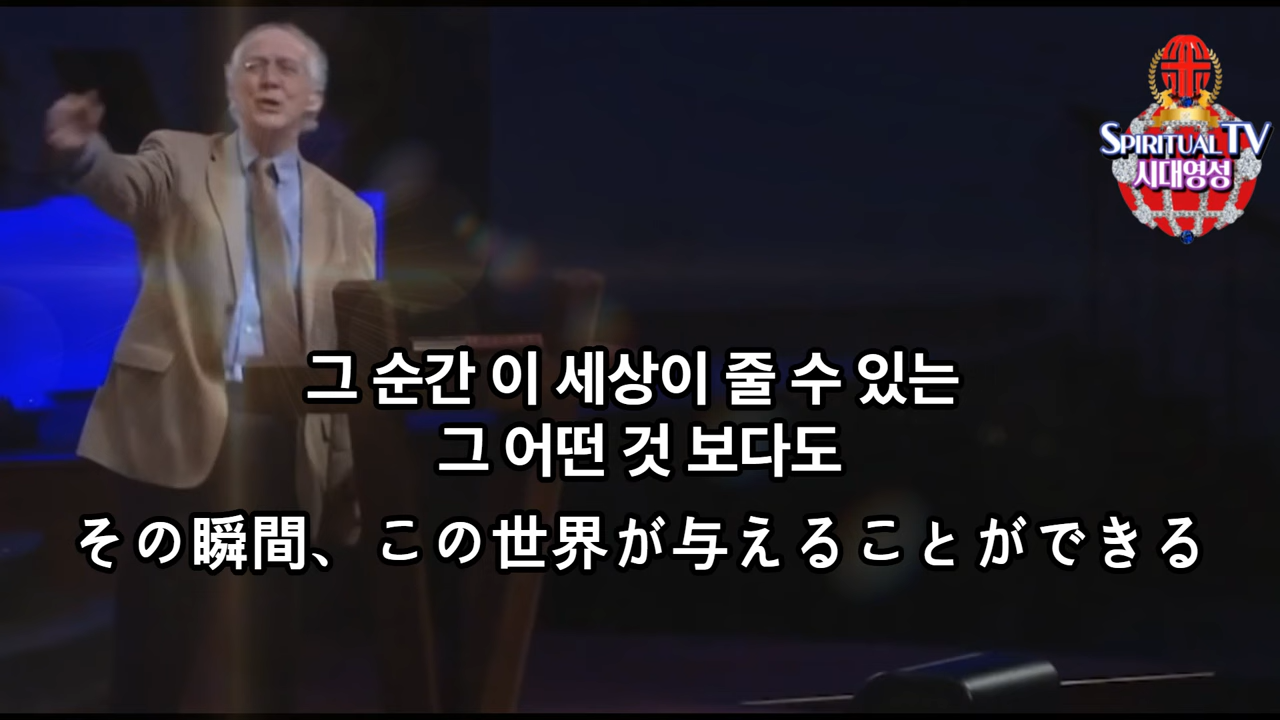 SPIRITUAL TV
시대영성
그 순간 이 세상이 줄 수 있는
그 어떤 것 보다도
その瞬間、この世界が与えることができる